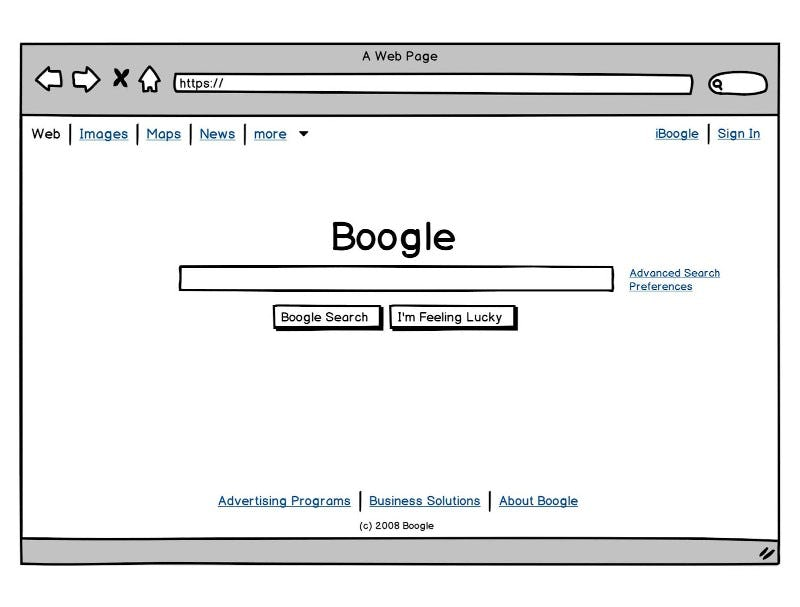 A Web Page
https://
Web Images Maps News more iBoogle Sign In
Boogle
Advanced Search
Preferences
Boogle Search I'm Feeling Lucky
Advertising Programs Business Solutions About Boogle
(c) 2008 Boogle